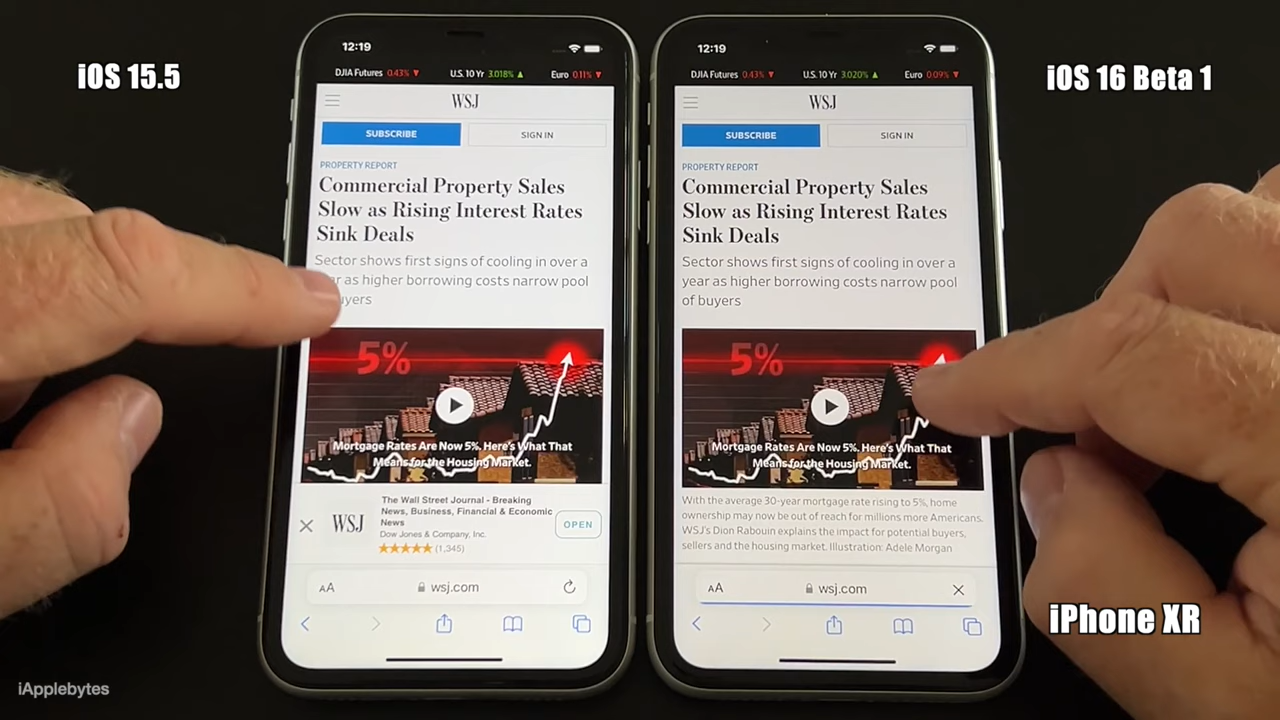 iOS 15.5
12:19
DJIA Futures 0.43% ▼ U.S. 10 Yr 3.018% ▲ Euro 0.11% ▼
WSJ
SUBSCRIBE
SIGN IN
PROPERTY REPORT
Commercial Property Sales
Slow as Rising Interest Rates
Sink Deals
Sector shows first signs of cooling in over a
as higher borrowing costs narrow pool
5%
Mortgage Rates Are Now 5%. Here's What That
Means for the Housing Market.
The Wall Street Journal - Breaking
News, Business, Financial & Economic
News
Dow Jones & Company, Inc.
★★★★★ (1,345)
WSJ
OPEN
AA
wsj.com
iOS 16 Beta 1
12:19
DJIA Futures 0.43% ▼ U.S. 10 Yr 3.020% ▲ Euro 0.09% ▼
WSJ
SUBSCRIBE
SIGN IN
PROPERTY REPORT
Commercial Property Sales
Slow as Rising Interest Rates
Sink Deals
Sector shows first signs of cooling in over a
year as higher borrowing costs narrow pool
of buyers
5%
Mortgage Rates Are Now 5%. Here's What That
Means for the Housing Market.
With the average 30-year mortgage rate rising to 5%, home
ownership may now be out of reach for millions more Americans.
WSJ's Dion Rabouin explains the impact for potential buyers,
sellers and the housing market. Illustration: Adele Morgan
AA
wsj.com
iPhone XR
iApplebytes